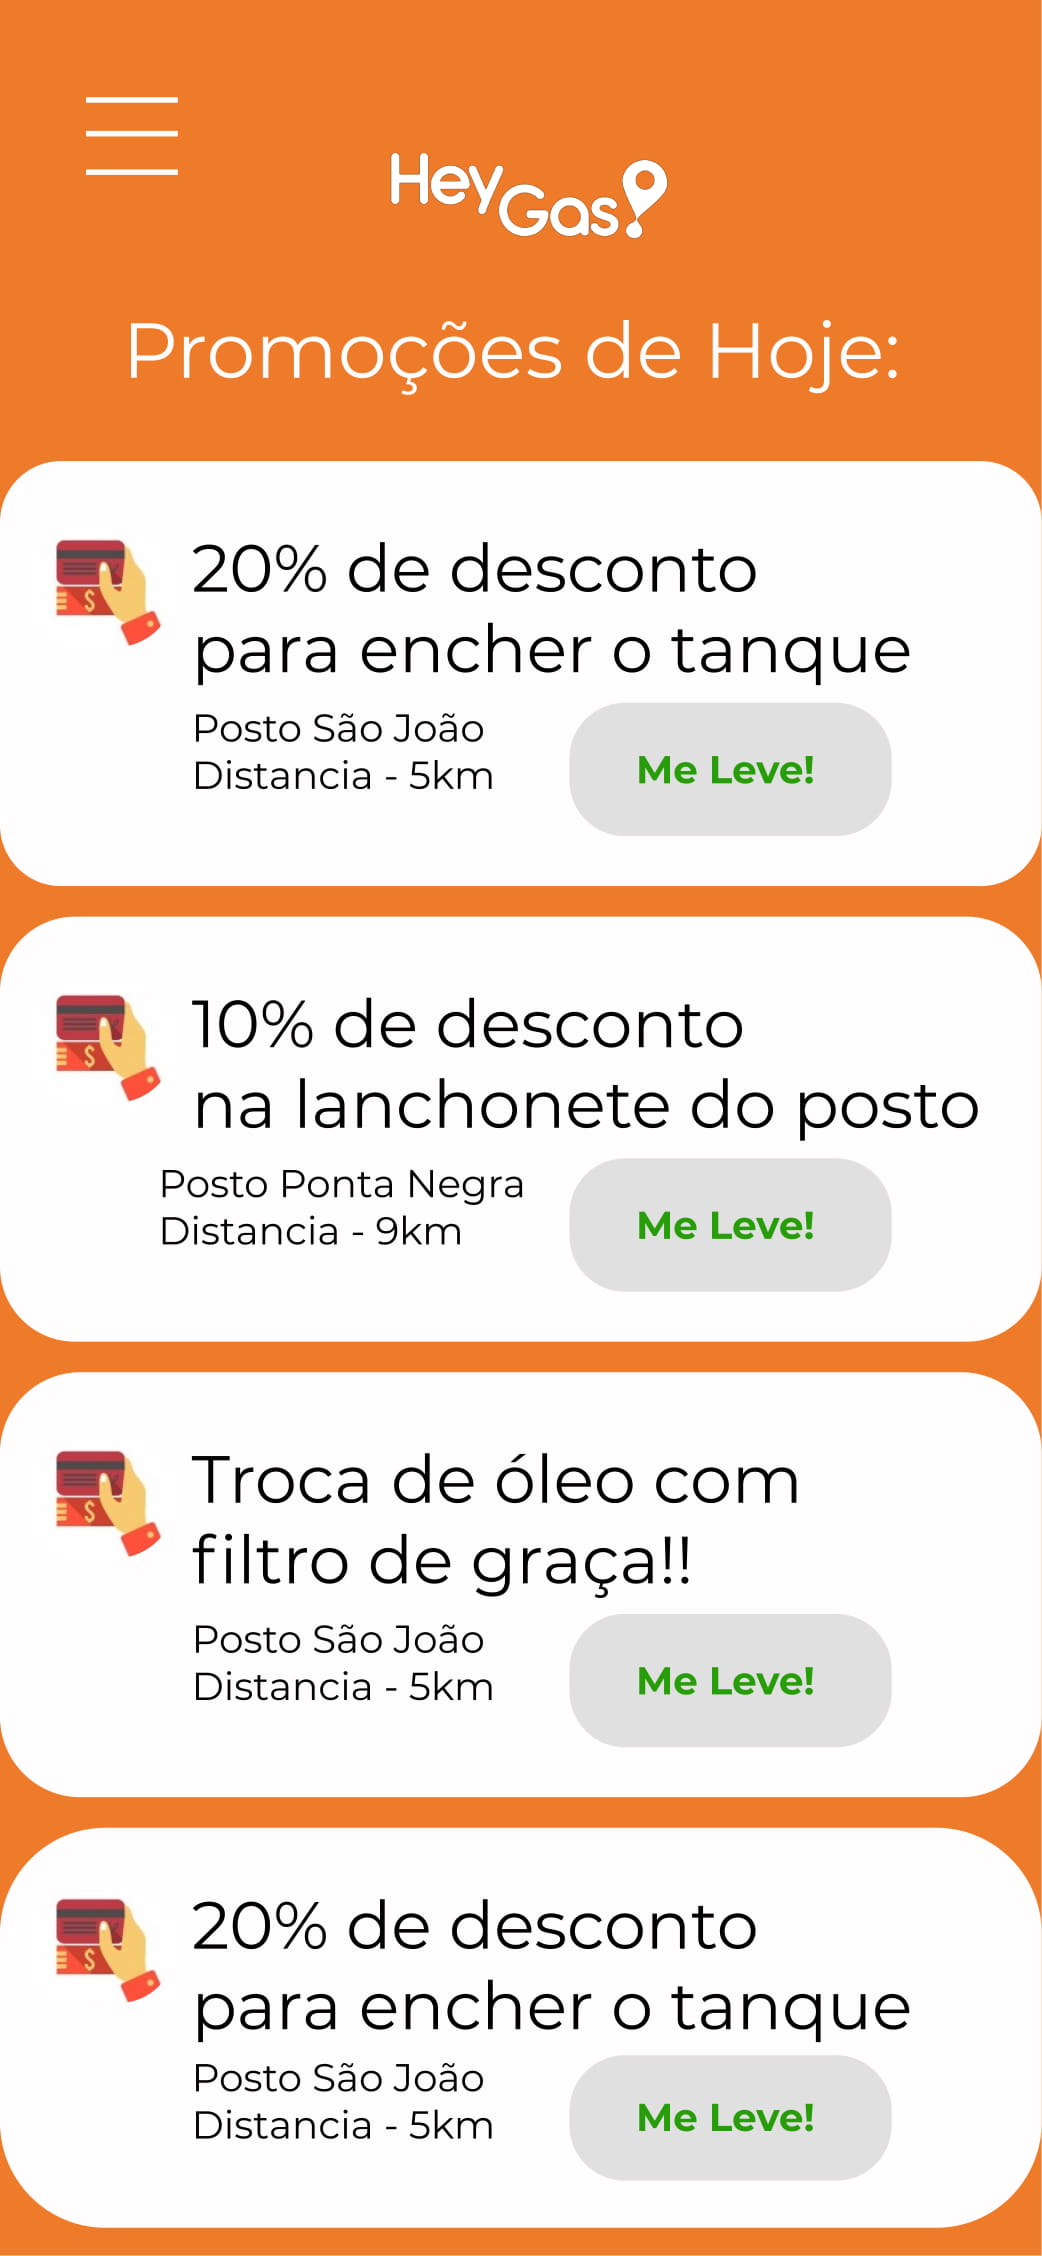 HeyGas
Promoções de Hoje:
20% de desconto
para encher o tanque
Posto São João
Distancia - 5km
Me Leve!
10% de desconto
na lanchonete do posto
Posto Ponta Negra
Distancia - 9km
Me Leve!
Troca de óleo com
filtro de graça!!
Posto São João
Distancia - 5km
Me Leve!
20% de desconto
para encher o tanque
Posto São João
Distancia - 5km
Me Leve!